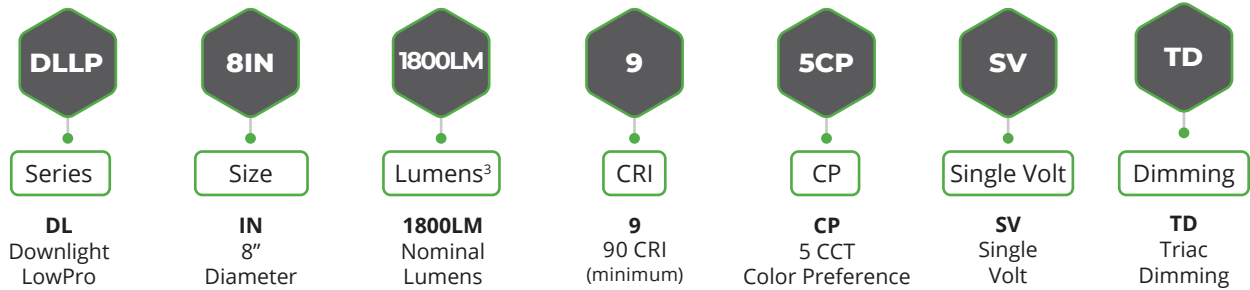 DLLP 8IN 1800LM 9 5CP SV TD
Series Size Lumens³ CRI CP Single Volt Dimming
DL IN 1800LM 9 CP SV TD
Downlight 8” Nominal 90 CRI 5 CCT Single Triac
LowPro Diameter Lumens (minimum) Color Preference Volt Dimming